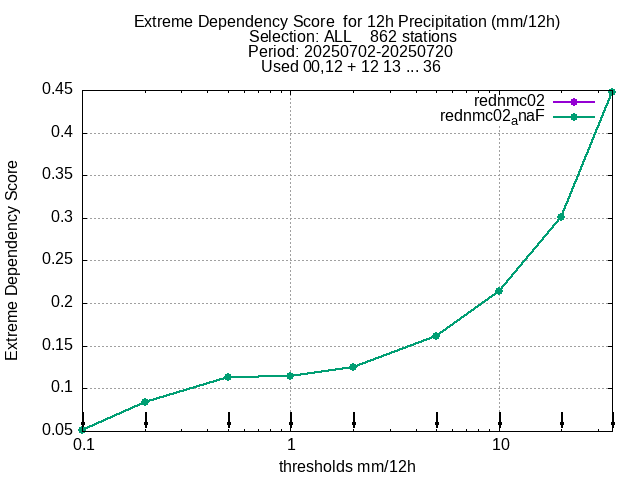 Extreme Dependency Score  for 12h Precipitation (mm/12h)
Selection: ALL    862 stations
Period: 20250702-20250720
Used 00,12 + 12 13 ... 36
rednmc02
rednmc02_anaF
Extreme Dependency Score
0.45
0.4
0.35
0.3
0.25
0.2
0.15
0.1
0.05
0.1 1 10
thresholds mm/12h